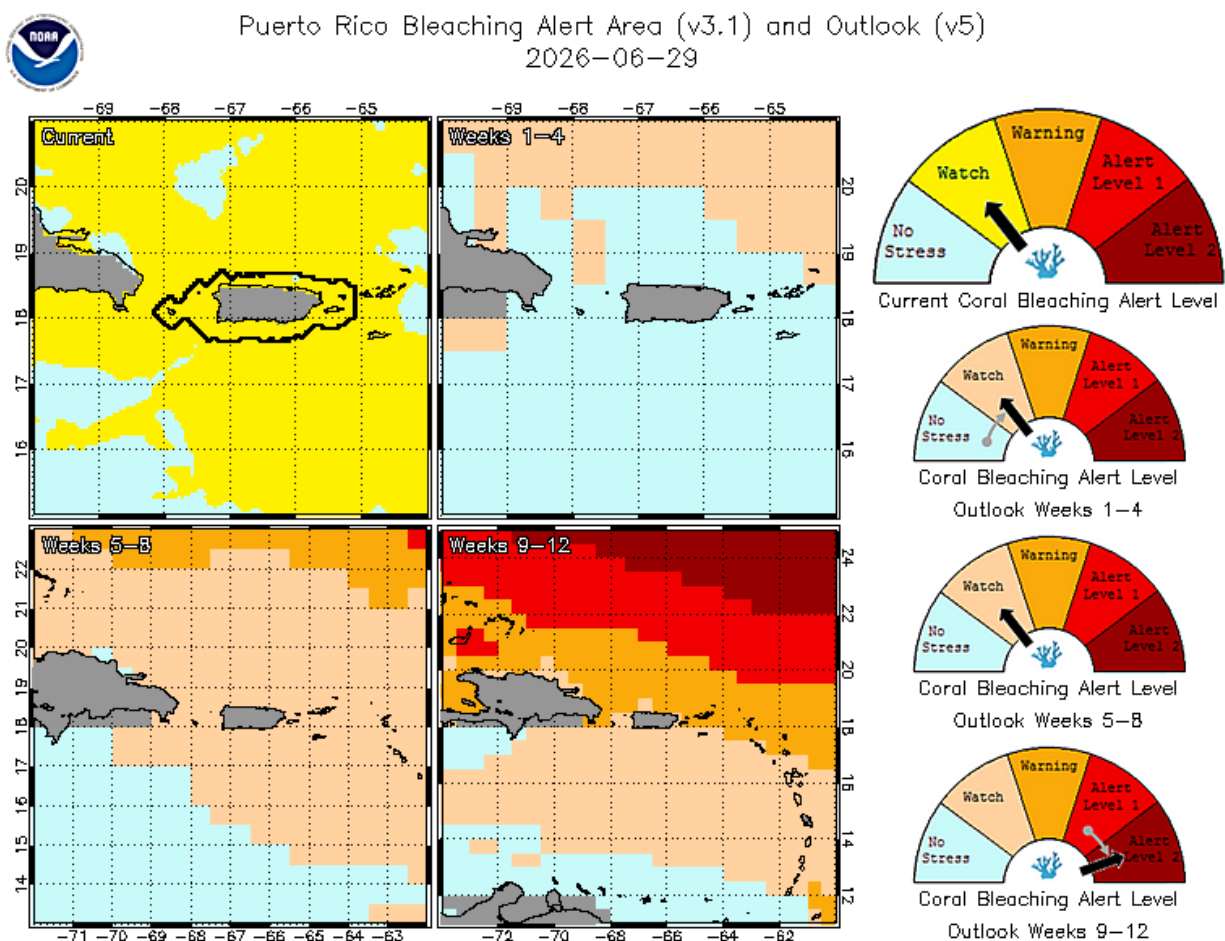 Puerto Rico Bleaching Alert Area (v3.1) and Outlook (v5)
2026-06-29
NOAA
-69 -68 -67 -66 -65
-69 -68 -67 -66 -65
Current
Weeks 1-4
20
19
18
17
16
20
19
18
17
16
Weeks 5-8
Weeks 9-12
22
21
20
19
18
17
16
15
14
24
22
20
18
16
14
12
-71 -70 -69 -68 -67 -66 -65 -64 -63
-72 -70 -68 -66 -64 -62
No
Stress
Watch
Warning
Alert
Level 1
Alert
Level 2
Current Coral Bleaching Alert Level
No
Stress
Watch
Warning
Alert
Level 1
Alert
Level 2
Coral Bleaching Alert Level
Outlook Weeks 1-4
No
Stress
Watch
Warning
Alert
Level 1
Alert
Level 2
Coral Bleaching Alert Level
Outlook Weeks 5-8
No
Stress
Watch
Warning
Alert
Level 1
Alert
Level 2
Coral Bleaching Alert Level
Outlook Weeks 9-12